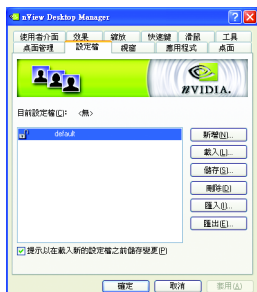 nView Desktop Manager
使用者介面 效果 縮放 快速鍵 滑鼠 工具
桌面管理 設定檔 視窗 應用程式 桌面
nVIDIA.
目前設定檔(C): <無>
default
新增(N)...
載入(L)...
儲存(S)...
刪除(D)
匯入(I)...
匯出(E)...
提示以在載入新的設定檔之前儲存變更(P)
確定 取消 套用(A)